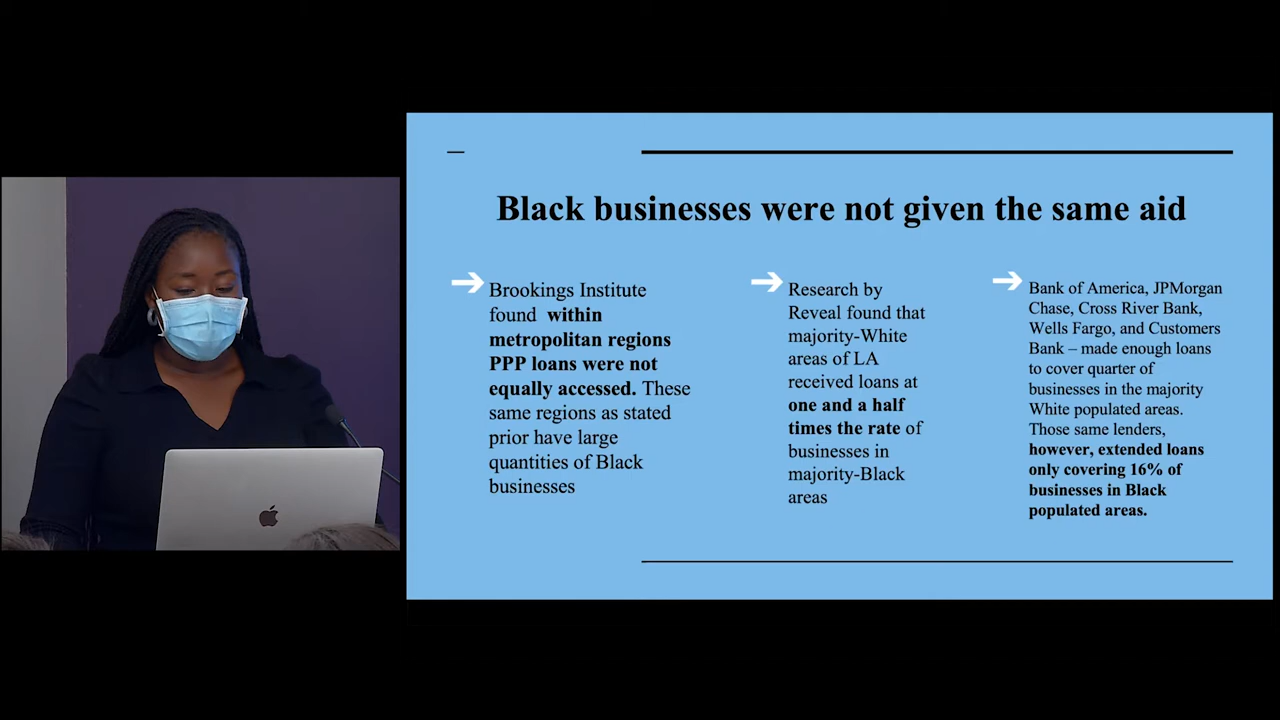 Black businesses were not given the same aid
Brookings Institute
found within
metropolitan regions
PPP loans were not
equally accessed. These
same regions as stated
prior have large
quantities of Black
businesses
Research by
Reveal found that
majority-White
areas of LA
received loans at
one and a half
times the rate of
businesses in
majority-Black
areas
Bank of America, JPMorgan
Chase, Cross River Bank,
Wells Fargo, and Customers
Bank – made enough loans
to cover quarter of
businesses in the majority
White populated areas.
Those same lenders,
however, extended loans
only covering 16% of
businesses in Black
populated areas.